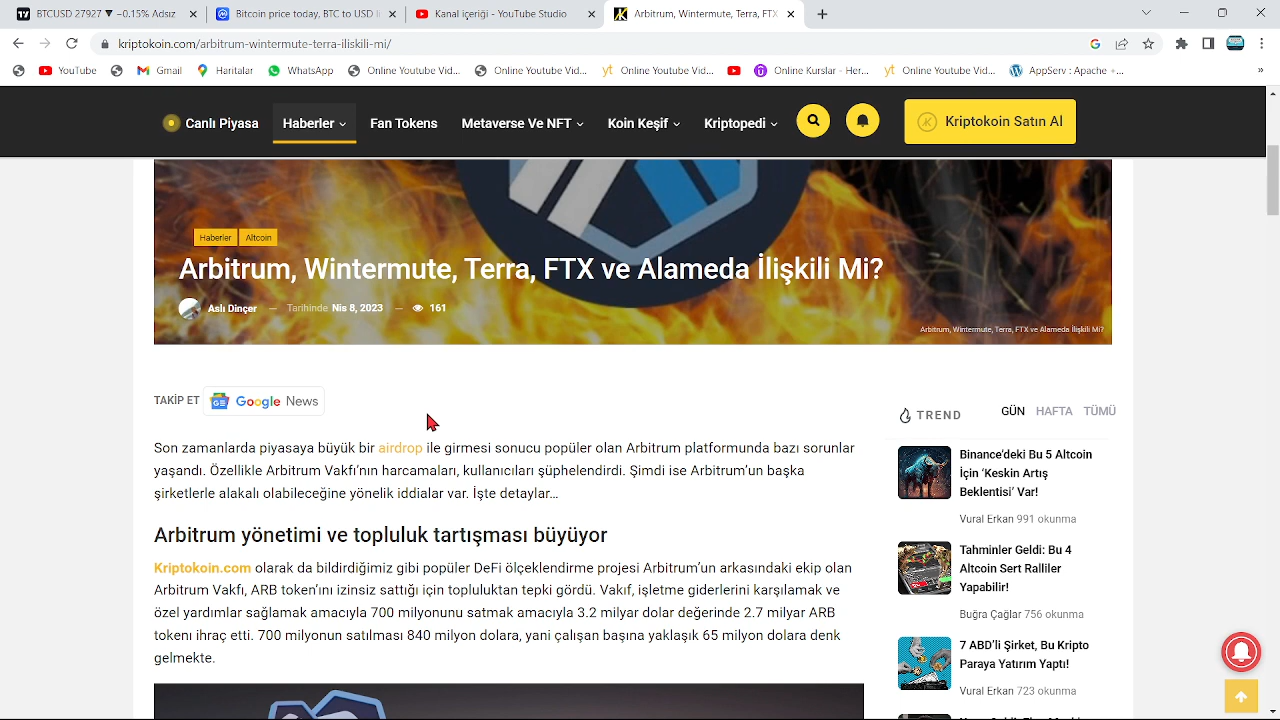 BTCUSD 27927 ▼ −0.15% Adsız
Bitcoin price today, BTC to USD li
Kanal içeriği - YouTube Studio
Arbitrum, Wintermute, Terra, FTX
kriptokoin.com/arbitrum-wintermute-terra-iliskili-mi/
YouTube
Gmail
Haritalar
WhatsApp
Online Youtube Vid...
Online Youtube Vid...
Online Youtube Vid...
Online Kurslar - Her...
Online Youtube Vid...
AppServ : Apache +...
»
Canlı Piyasa
Haberler
Fan Tokens
Metaverse Ve NFT
Koin Keşif
Kriptopedi
Kriptokoin Satın Al
Haberler
Altcoin
Arbitrum, Wintermute, Terra, FTX ve Alameda İlişkili Mi?
Aslı Dinçer — Tarihinde Nis 8, 2023 — 161
Arbitrum, Wintermute, Terra, FTX ve Alameda İlişkili Mi?
TAKİP ET Google News
Son zamanlarda piyasaya büyük bir airdrop ile girmesi sonucu popüler olan Arbitrum platformunda bazı sorunlar
yaşandı. Özellikle Arbitrum Vakfı’nın harcamaları, kullanıcıları şüphelendirdi. Şimdi ise Arbitrum’un başka
şirketlerle alakalı olabileceğine yönelik iddialar var. İşte detaylar…
Arbitrum yönetimi ve topluluk tartışması büyüyor
Kriptokoin.com olarak da bildirdiğimiz gibi popüler DeFi ölçeklendirme projesi Arbitrum’un arkasındaki ekip olan
Arbitrum Vakfı, ARB token’ını izinsiz sattığı için topluluktan tepki gördü. Vakıf, işletme giderlerini karşılamak ve
özel yardımlar sağlamak amacıyla 700 milyonunu satmak amacıyla 3.2 milyar dolar değerinde 2.7 milyar ARB
tokenı ihraç etti. 700 milyonun satılması 840 milyon dolara, yani çalışan başına yaklaşık 65 milyon dolara denk
gelmekte.
TREND
GÜN HAFTA TÜMÜ
Binance’deki Bu 5 Altcoin
İçin ‘Keskin Artış
Beklentisi’ Var!
Vural Erkan 991 okunma
Tahminler Geldi: Bu 4
Altcoin Sert Ralliler
Yapabilir!
Buğra Çağlar 756 okunma
7 ABD’li Şirket, Bu Kripto
Paraya Yatırım Yaptı!
Vural Erkan 723 okunma